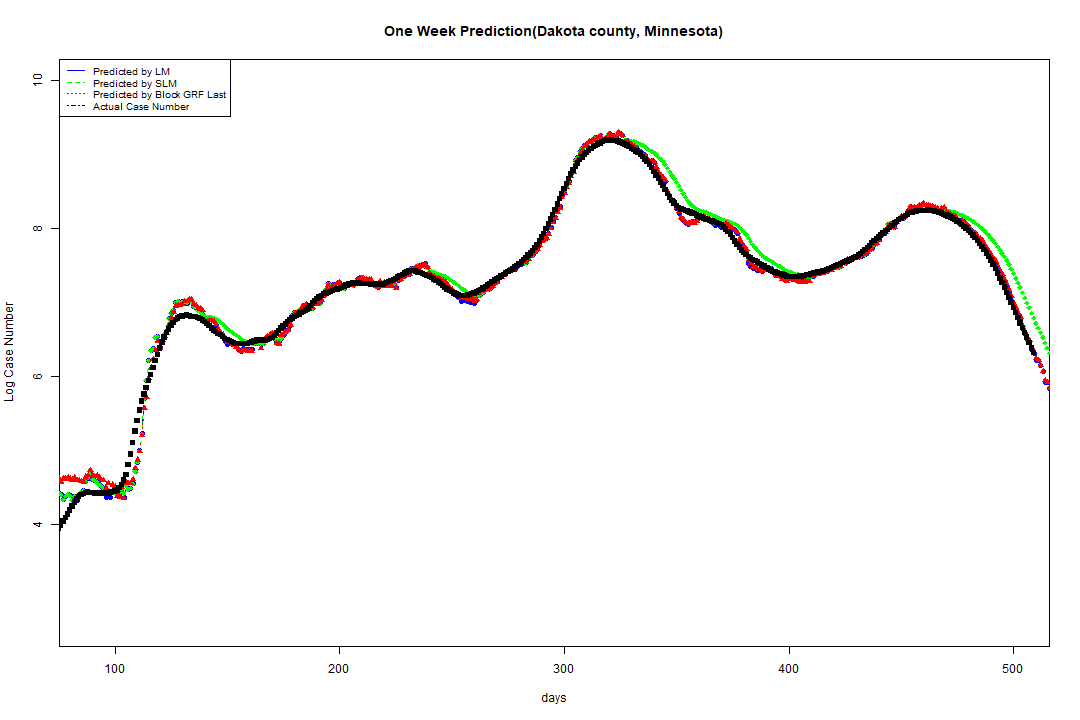 One Week Prediction(Dakota county, Minnesota)
Predicted by LM
Predicted by SLM
Predicted by Block GRF Last
Actual Case Number
10
8
6
4
Log Case Number
100 200 300 400 500
days